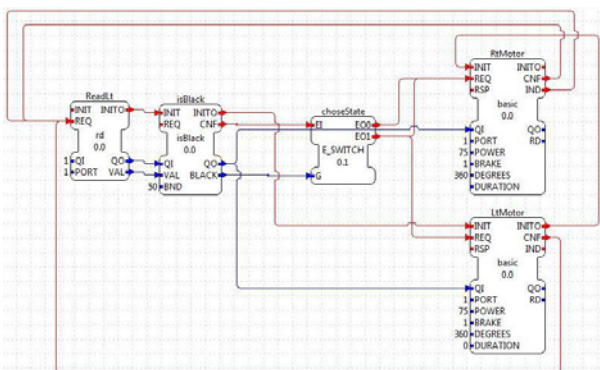 ReadLt
INIT INITO
REQ
rd
0.0
1 QI QO
1 PORT VAL
isBlack
INIT INITO
REQ CNF
isBlack
0.0
QI QO
VAL BLACK
50 BND
choseState
EI EO0
EO1
E_SWITCH
0.1
G
RtMotor
INIT INITO
REQ CNF
RSP IND
basic
0.0
QI QO
1 PORT RD
75 POWER
1 BRAKE
360 DEGREES
DURATION
LtMotor
INIT INITO
REQ CNF
RSP IND
basic
0.0
QI QO
1 PORT RD
75 POWER
1 BRAKE
360 DEGREES
0 DURATION